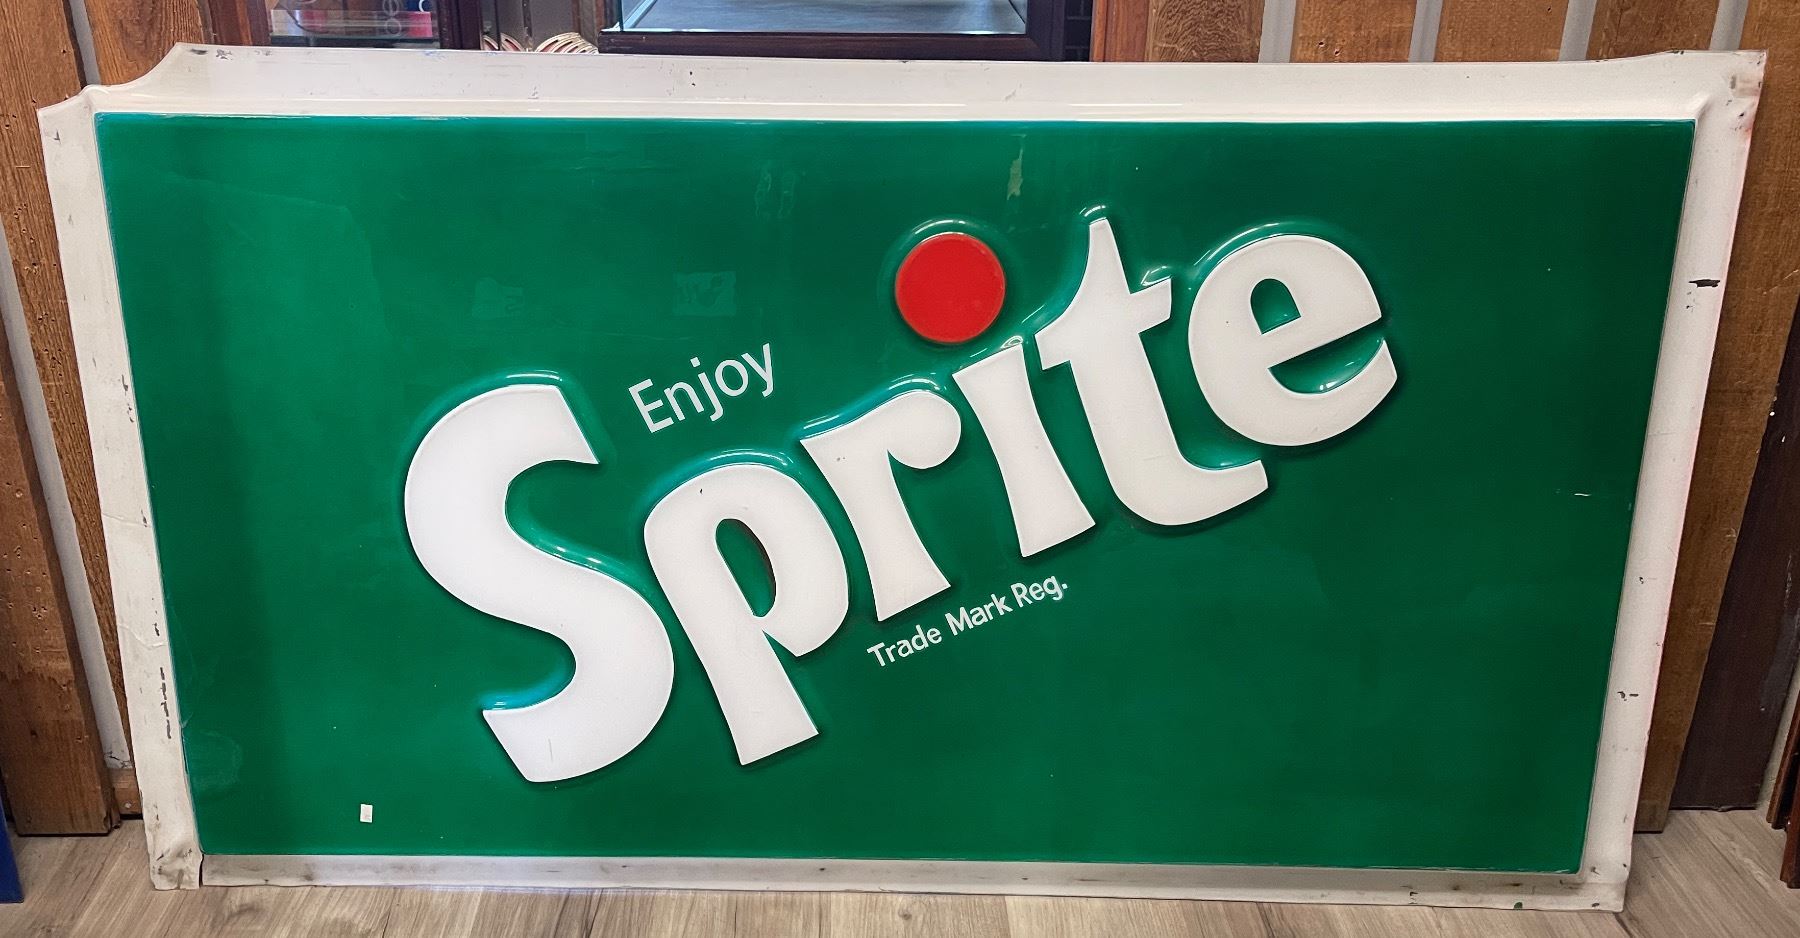 Enjoy
Sprite
Trade Mark Reg.